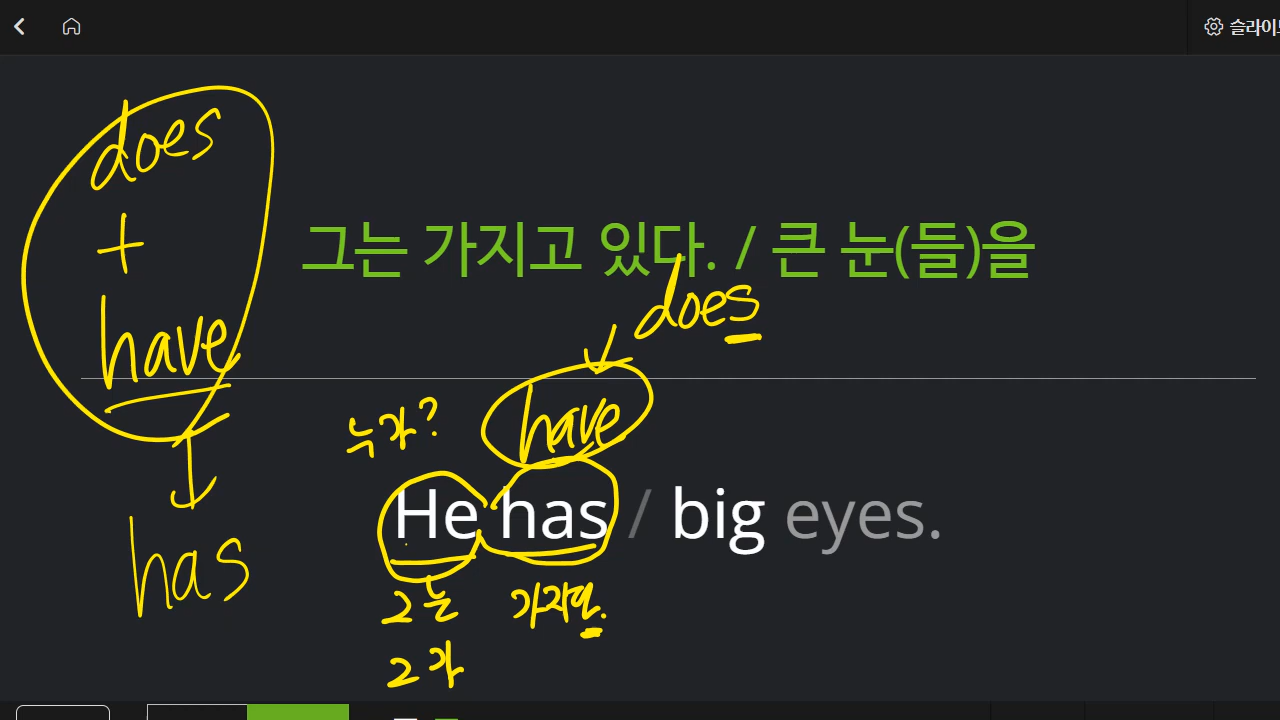 슬라이드
does
+
have
has
그는 가지고 있다. / 큰 눈(들)을
does
have
누가?
He has / big eyes.
그는
가지다.
그가